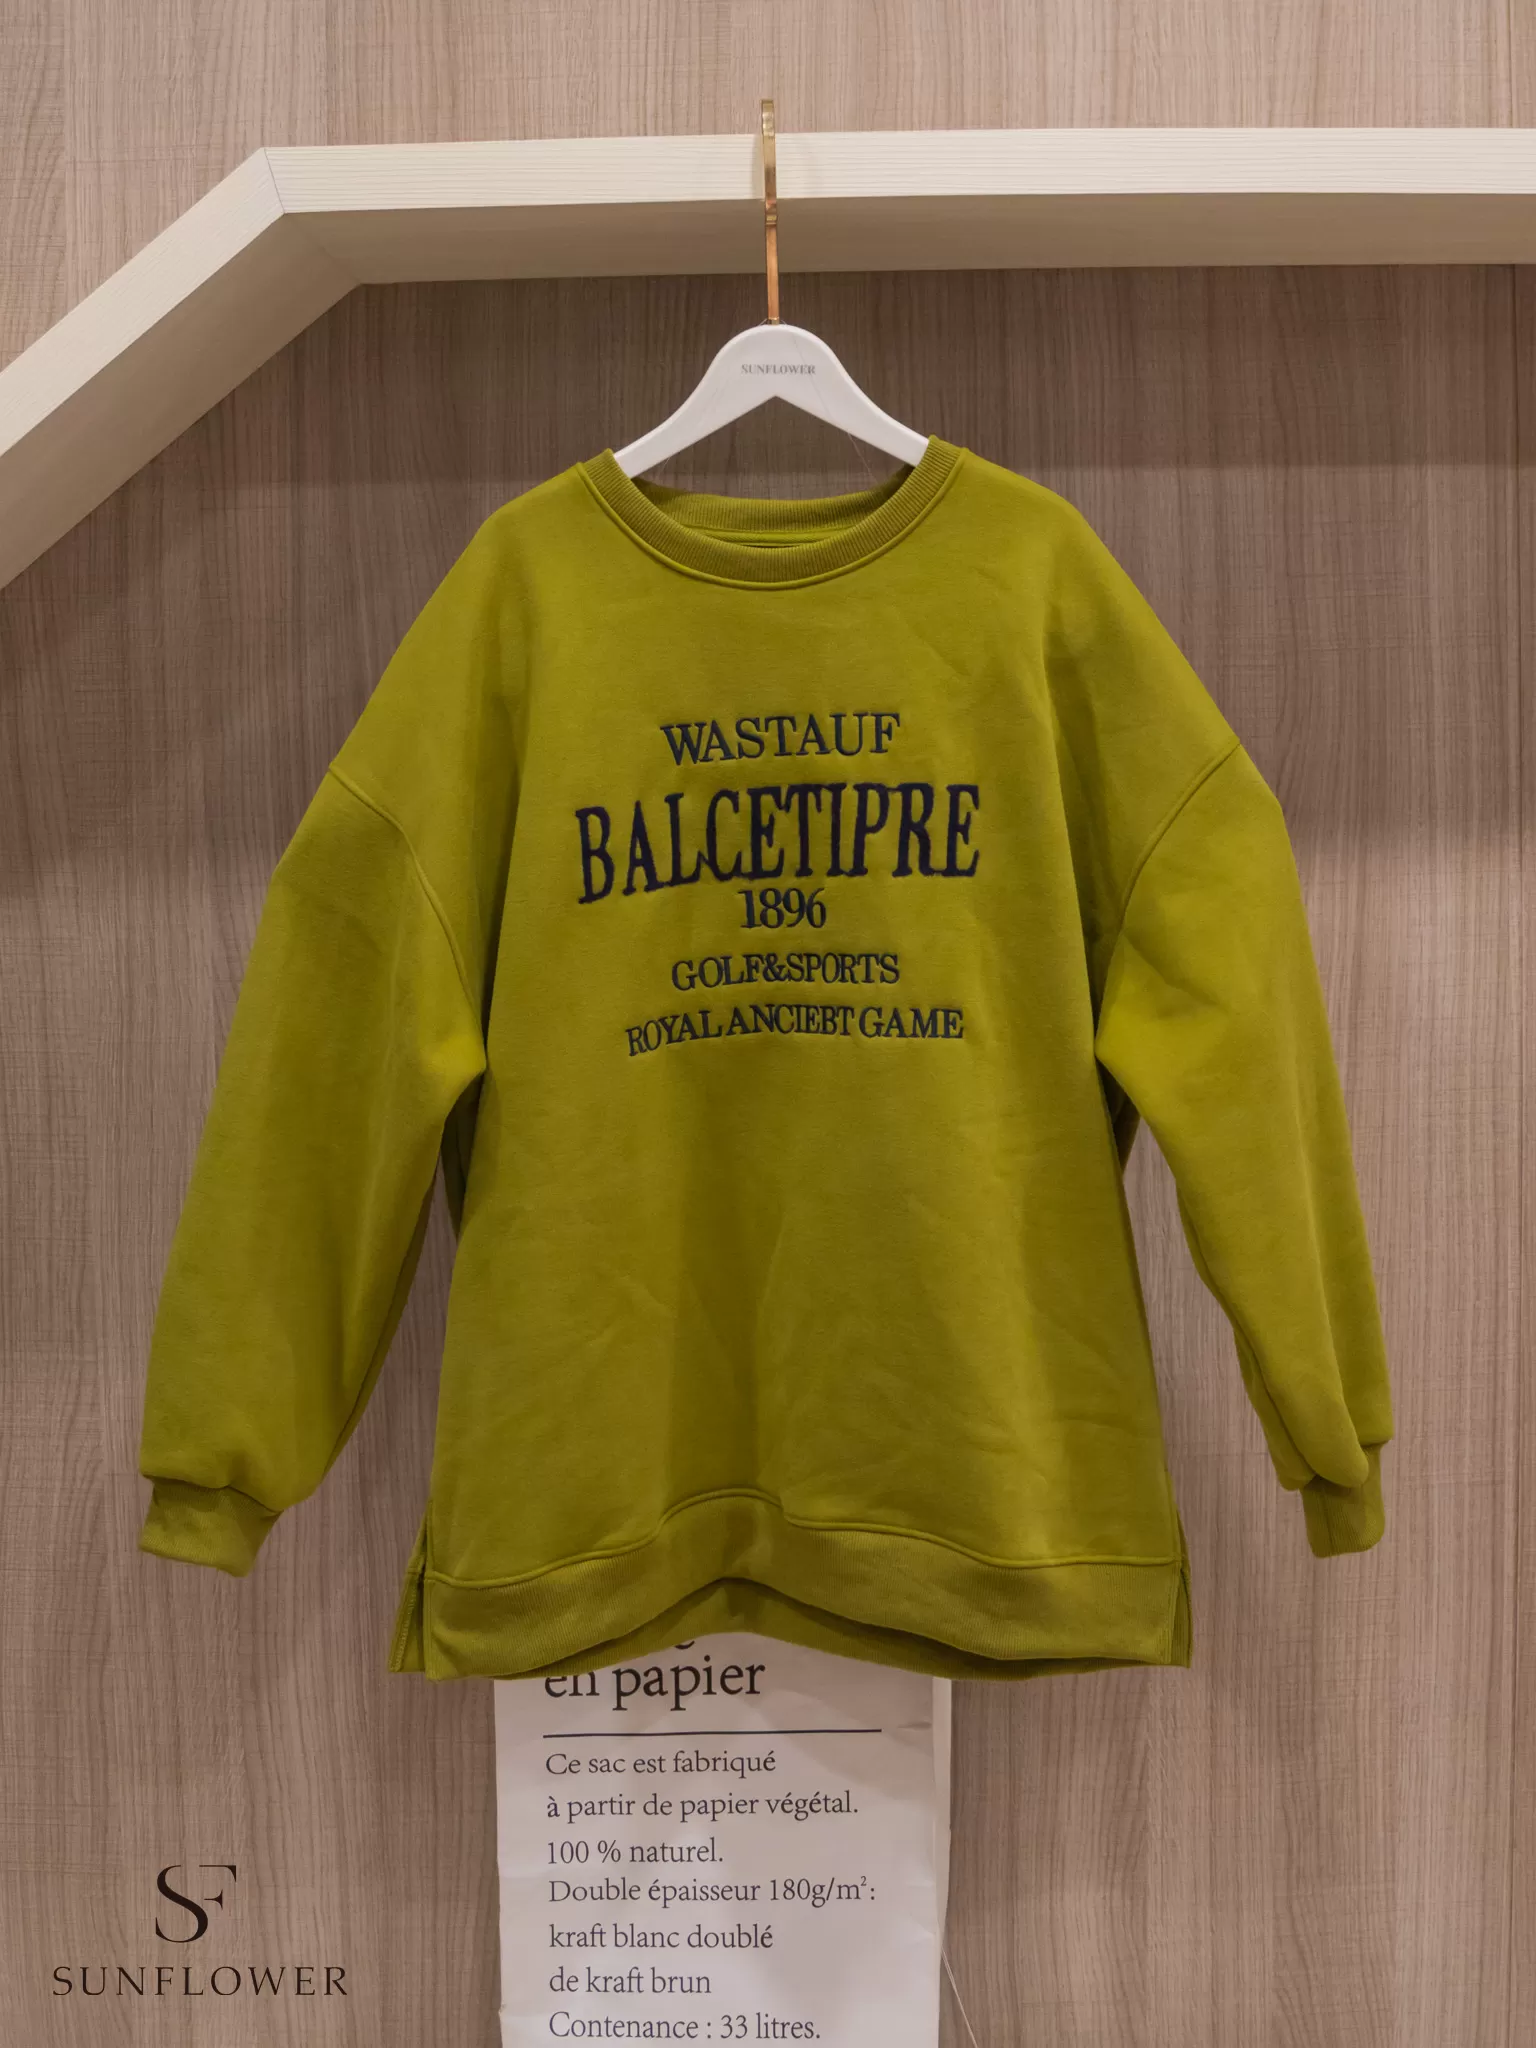 SUNFLOWER
WASTAUF
BALCETIPRE
1896
GOLF&SPORTS
ROYAL ANCIEBT GAME
en papier
Ce sac est fabriqué
à partir de papier végétal.
100 % naturel.
Double épaisseur 180g/m²:
kraft blanc doublé
de kraft brun
Contenance : 33 litres.
SF
SUNFLOWER